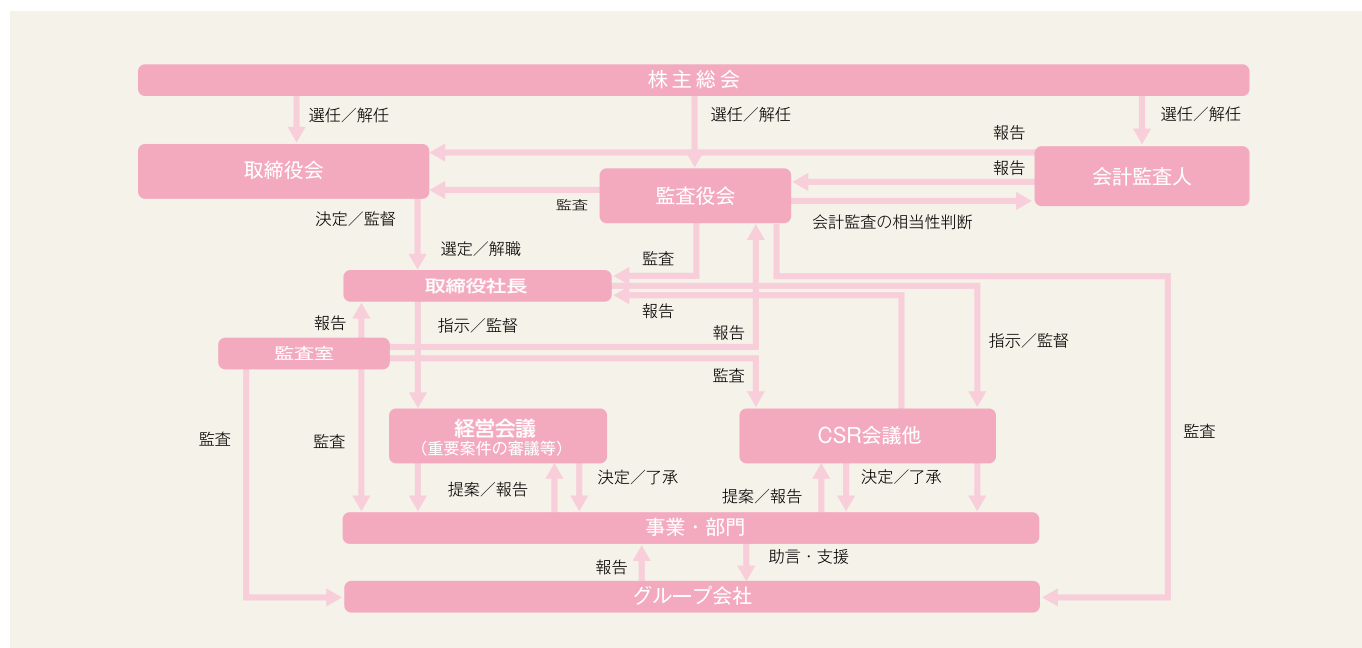 株主総会
選任／解任
選任／解任
選任／解任
報告
取締役会
報告
会計監査人
監査役会
監査
決定／監督
会計監査の相当性判断
選定／解職
監査
取締役社長
報告
報告
指示／監督
報告
指示／監督
監査室
監査
経営会議
（重要案件の審議等）
CSR会議他
監査
監査
監査
提案／報告
決定／了承
提案／報告
決定／了承
事業・部門
報告
助言・支援
グループ会社